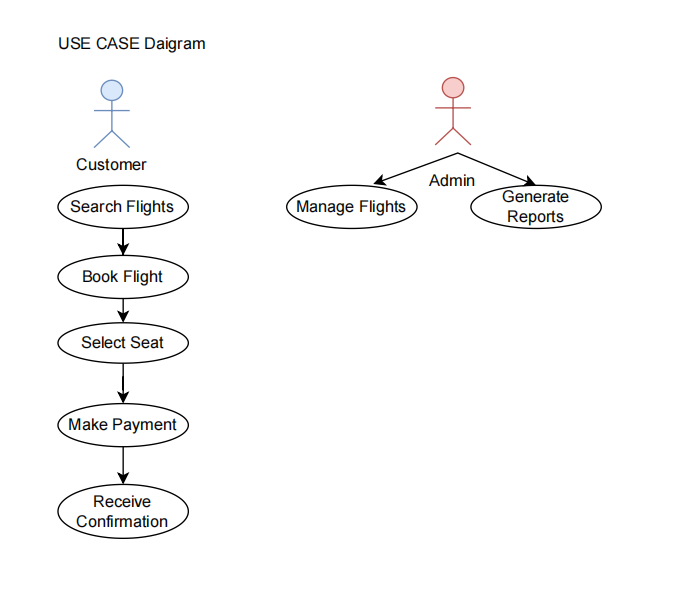 USE CASE Daigram
Customer
Search Flights
Book Flight
Select Seat
Make Payment
Receive
Confirmation
Admin
Manage Flights
Generate
Reports